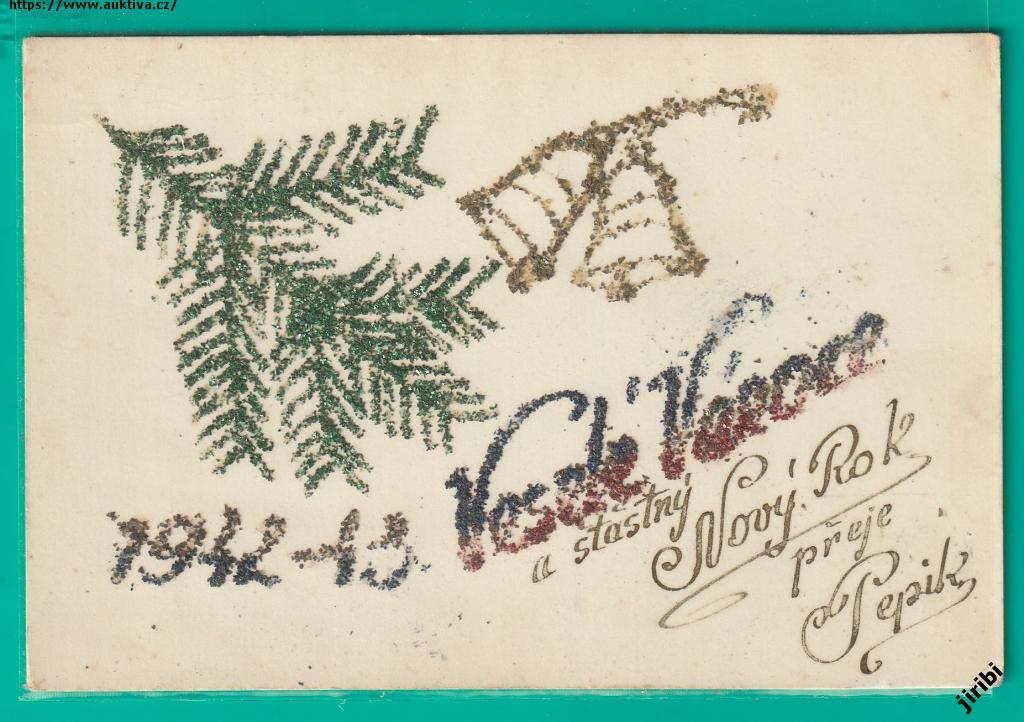 https://www.auktiva.cz/
Veselé Vánoce
a šťastný
Nový Rok
přeje
Pepik
1942-43.
jiribi